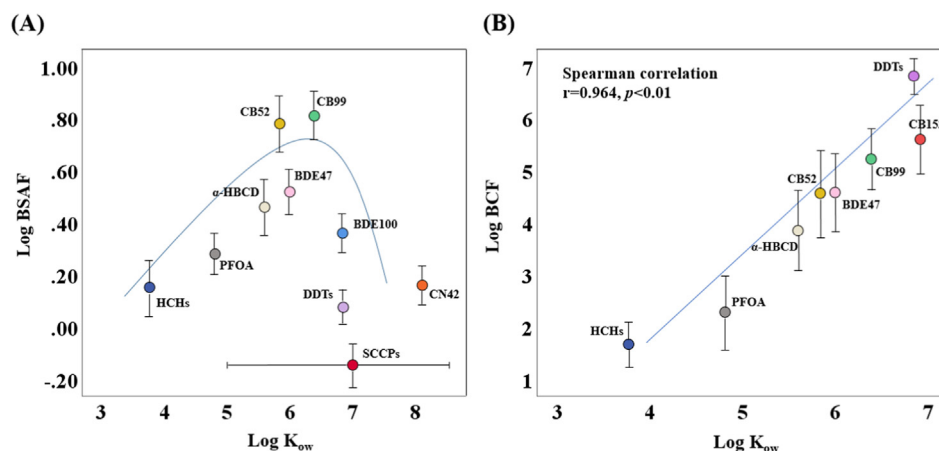 (A)
1.00
.80
.60
.40
.20
.00
-.20
Log BSAF
CB52
CB99
BDE47
α-HBCD
BDE100
PFOA
HCHs
DDTs
CN42
SCCPs
3 4 5 6 7 8
Log Kow
(B)
7
6
5
4
3
2
1
Log BCF
Spearman correlation
r=0.964, p<0.01
DDTs
CB15
CB99
CB52
BDE47
α-HBCD
PFOA
HCHs
3 4 5 6 7
Log Kow